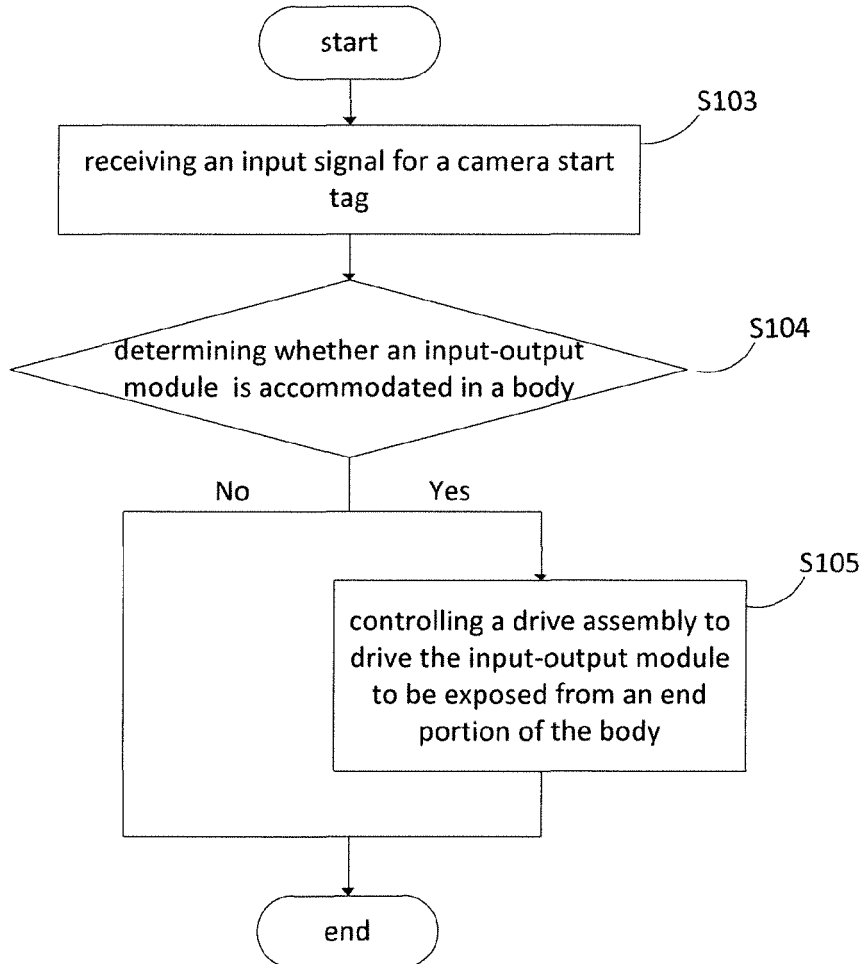 start
S103
receiving an input signal for a camera start
tag
S104
determining whether an input-output
module is accommodated in a body
No
Yes
S105
controlling a drive assembly to
drive the input-output module
to be exposed from an end
portion of the body
end